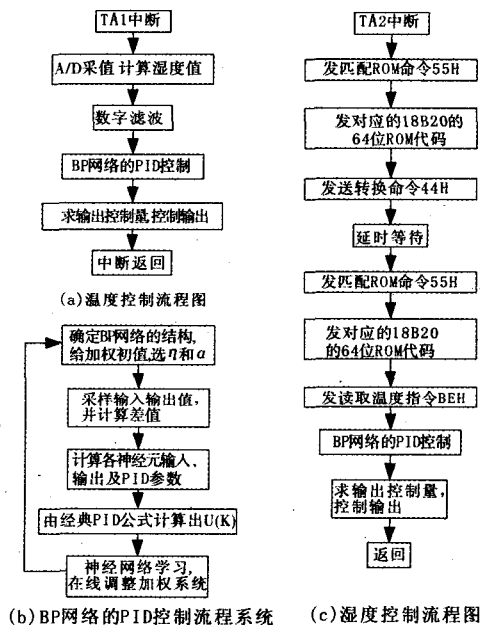 TA1中断
A/D采值 计算湿度值
数字滤波
BP网络的PID控制
求输出控制量,控制输出
中断返回
(a)温度控制流程图
确定BP网络的结构,
给加权初值,选η和α
采样输入输出值,
并计算差值
计算各神经元输入、
输出及PID参数
由经典PID公式计算出U(K)
神经网络学习,
在线调整加权系统
(b)BP网络的PID控制流程系统
TA2中断
发匹配ROM命令55H
发对应的18B20的
64位ROM代码
发送转换命令44H
延时等待
发匹配ROM命令55H
发对应的18B20
的64位ROM代码
发读取温度指令BEH
BP网络的PID控制
求输出控制量,
控制输出
返回
(c)湿度控制流程图